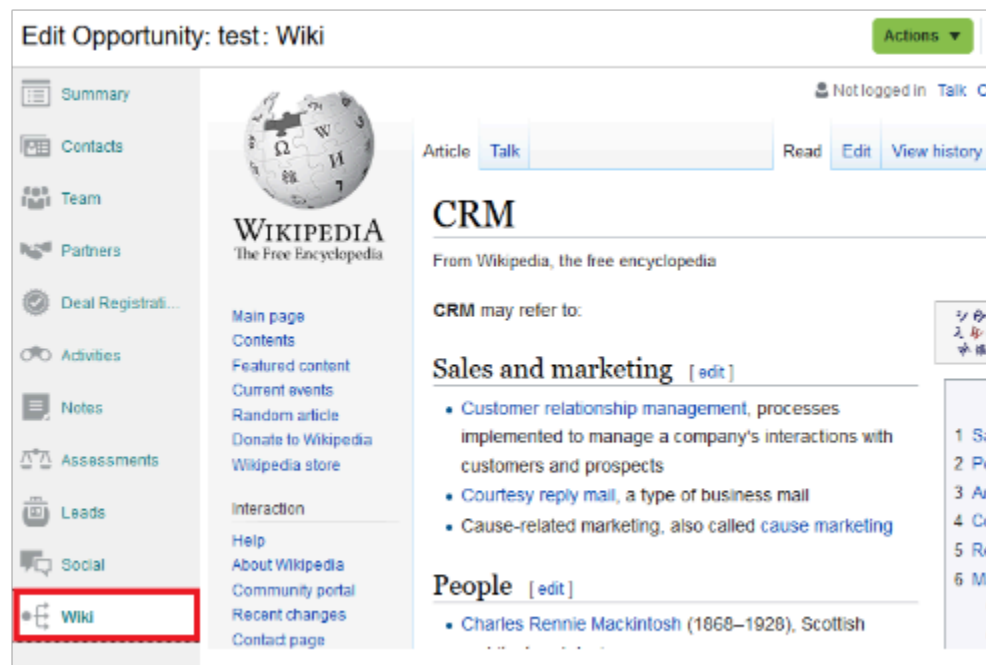 Edit Opportunity: test: Wiki
Actions ▼
Summary
Contacts
Team
Partners
Deal Registrati...
Activities
Notes
Assessments
Leads
Social
Wiki
Not logged in Talk
WIKIPEDIA
The Free Encyclopedia
Main page
Contents
Featured content
Current events
Random article
Donate to Wikipedia
Wikipedia store
Interaction
Help
About Wikipedia
Community portal
Recent changes
Contact page
Article Talk
Read Edit View history
CRM
From Wikipedia, the free encyclopedia
CRM may refer to:
Sales and marketing [ edit ]
• Customer relationship management, processes
implemented to manage a company's interactions with
customers and prospects
• Courtesy reply mail, a type of business mail
• Cause-related marketing, also called cause marketing
People [ edit ]
• Charles Rennie Mackintosh (1868–1928), Scottish
1 Sa
2 P
3 A
4 C
5 R
6 M